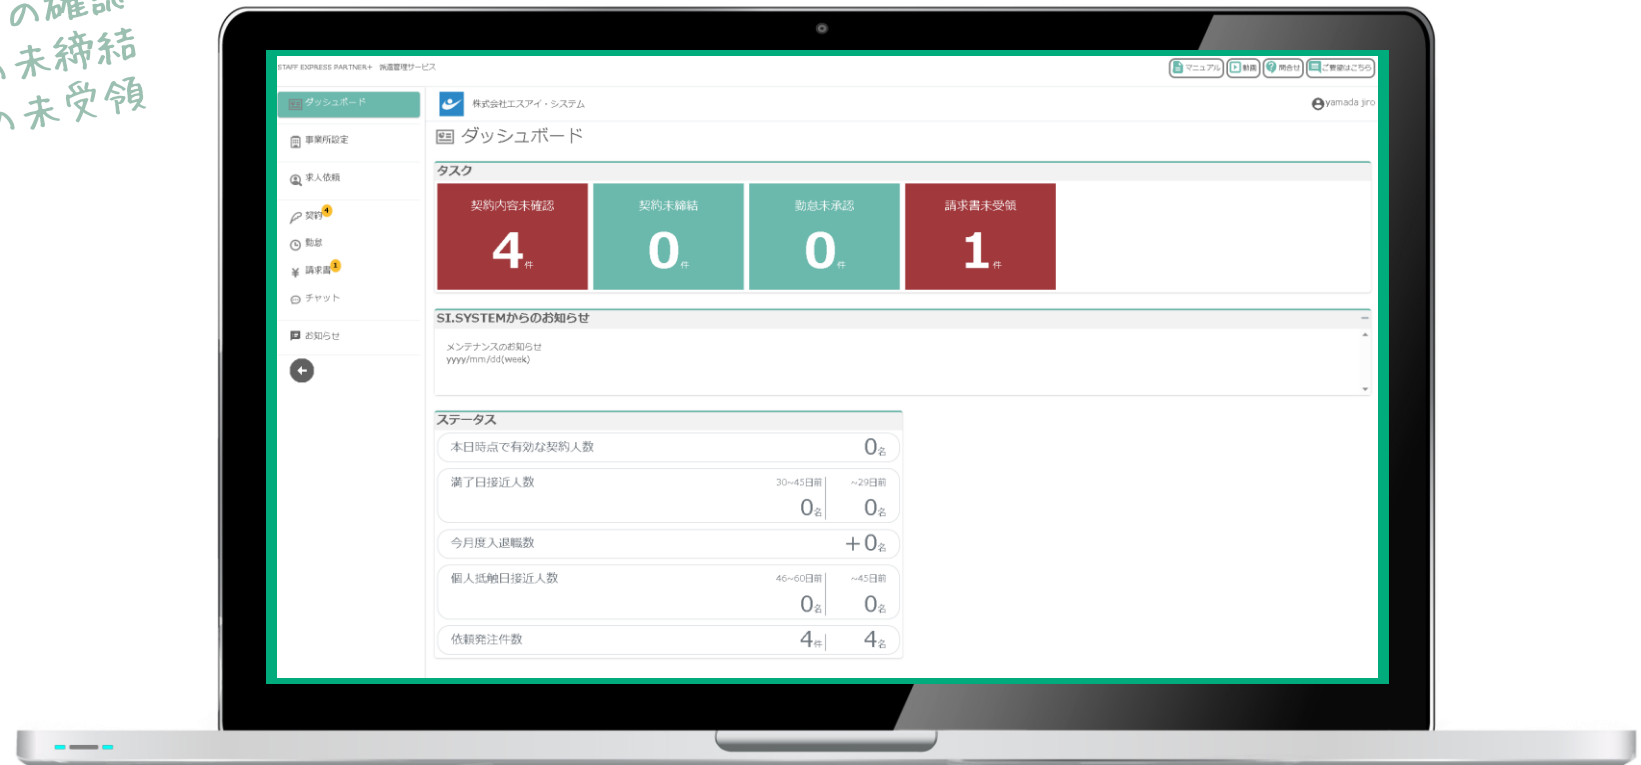 の確認
未締結
の未受領
STAFF EXPRESS PARTNER+ 派遣管理サービス
マニュアル 動画 問合せ ご要望はこちら
ダッシュボード
事業所設定
求人依頼
契約 4
勤怠
請求書 1
チャット
お知らせ
株式会社エスアイ・システム
yamada jiro
ダッシュボード
タスク
契約内容未確認 契約未締結 勤怠未承認 請求書未受領
4件 0件 0件 1件
SI.SYSTEMからのお知らせ
メンテナンスのお知らせ
yyyy/mm/dd(week)
ステータス
本日時点で有効な契約人数 0名
満了日接近人数 30~45日前 ~29日前
0名 0名
今月度入退職数 +0名
個人抵触日接近人数 46~60日前 ~45日前
0名 0名
依頼発注件数 4件 4名